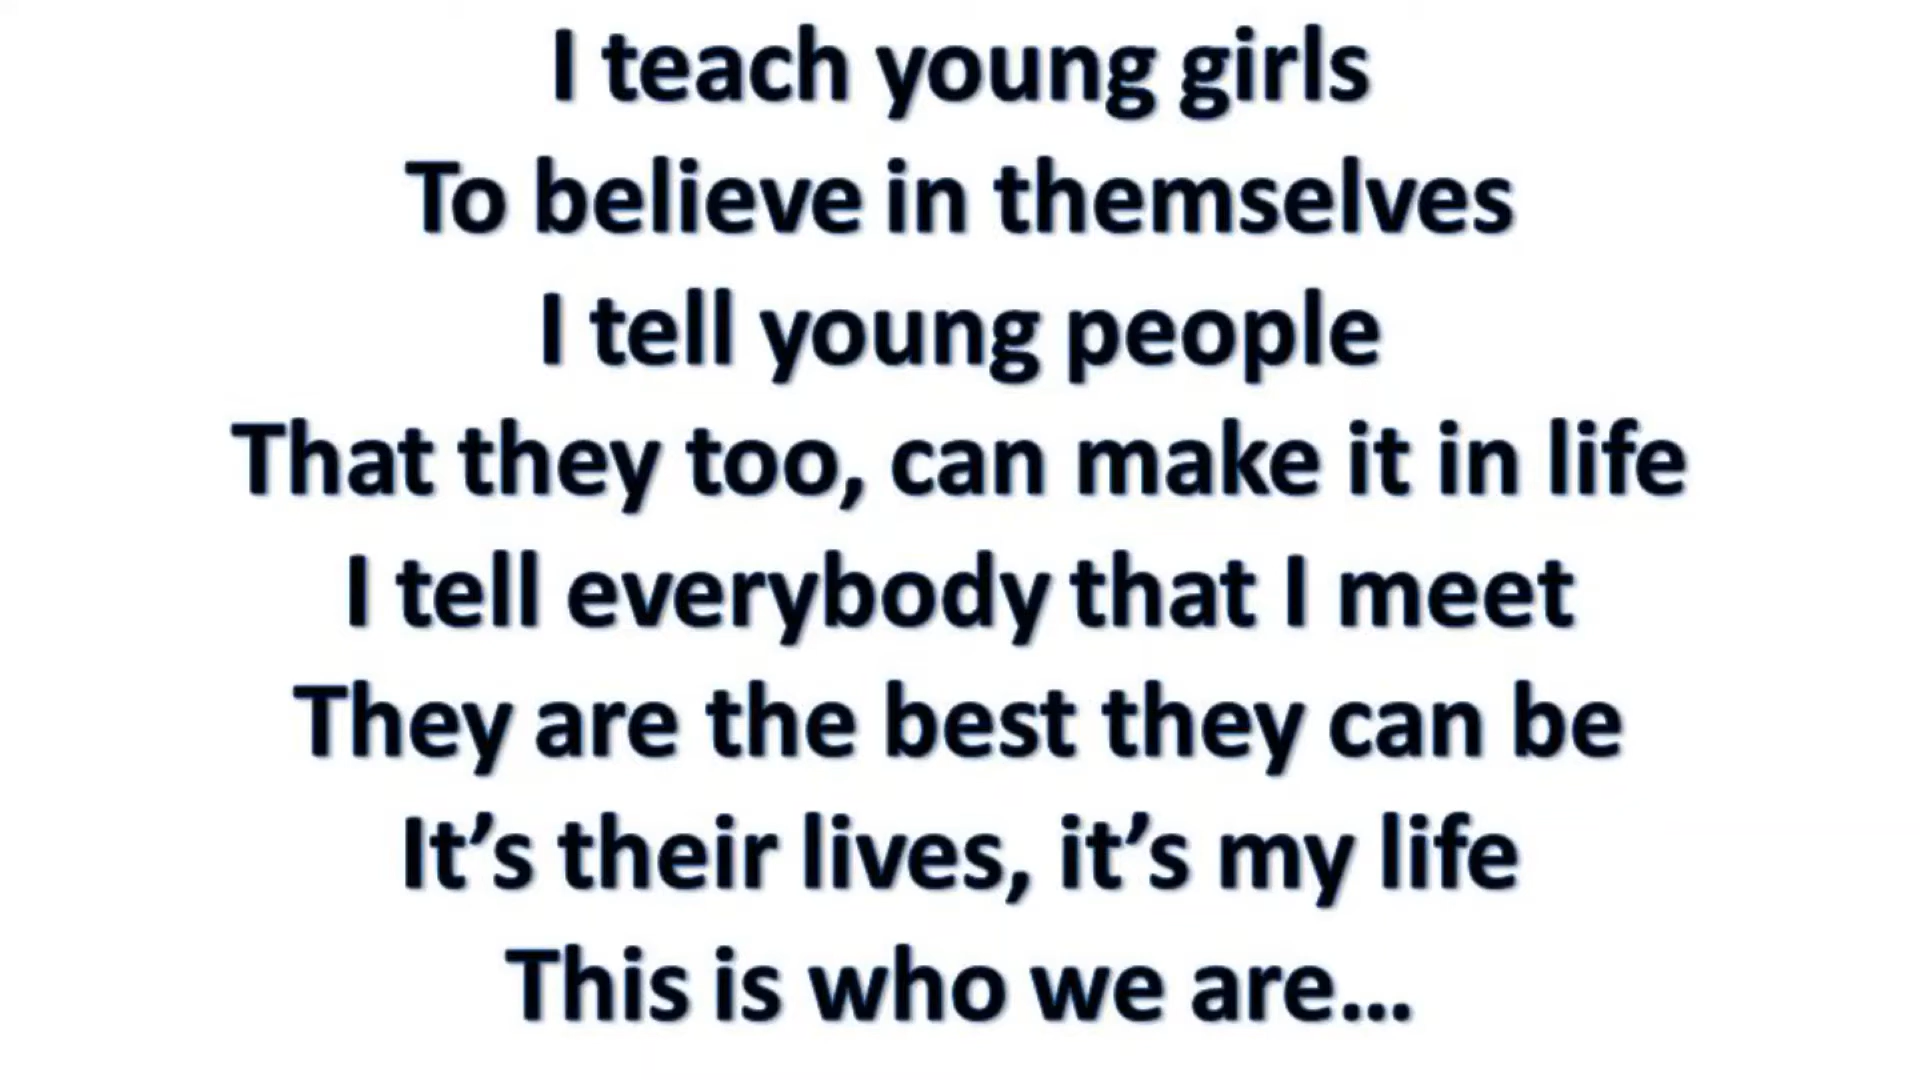 I teach young girls
To believe in themselves
I tell young people
That they too, can make it in life
I tell everybody that I meet
They are the best they can be
It’s their lives, it’s my life
This is who we are…